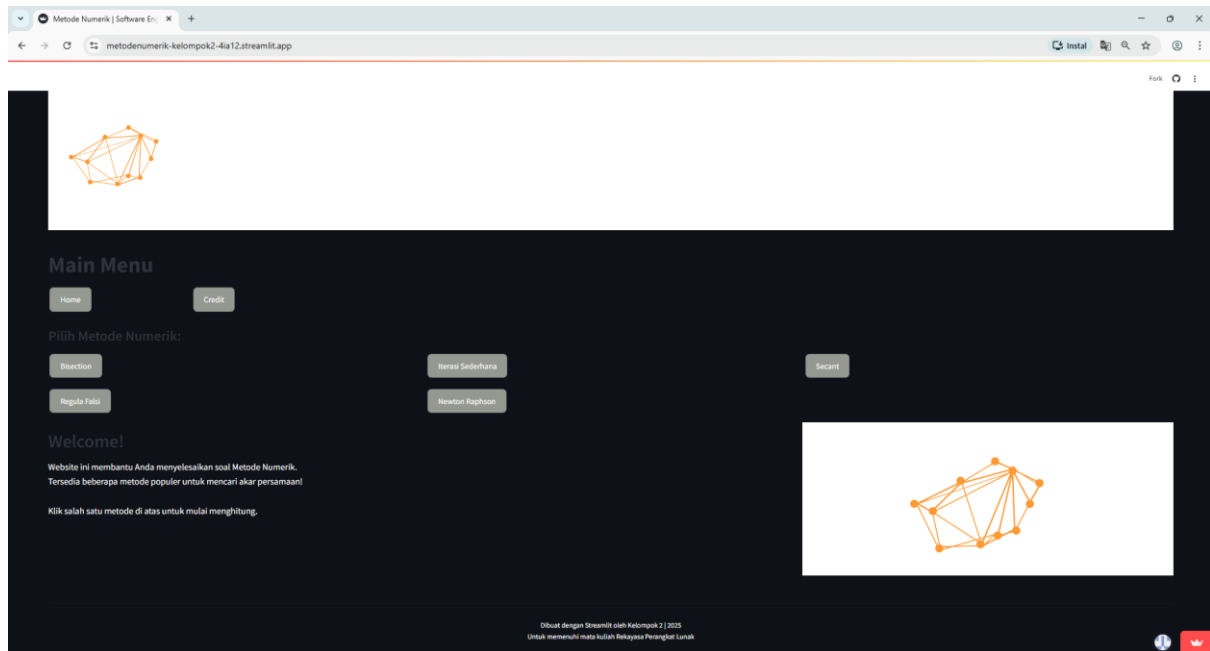 Metode Numerik | Software En
metodenumerik-kelompok2-4ia12.streamlit.app
Instal
Fork
Main Menu
Home
Credit
Pilih Metode Numerik:
Bisection
Iterasi Sederhana
Secant
Regula Falsi
Newton Raphson
Welcome!
Website ini membantu Anda menyelesaikan soal Metode Numerik.
Tersedia beberapa metode populer untuk mencari akar persamaan!
Klik salah satu metode di atas untuk mulai menghitung.
Dibuat dengan Streamlit oleh Kelompok 2 | 2025
Untuk memenuhi mata kuliah Rekayasa Perangkat Lunak